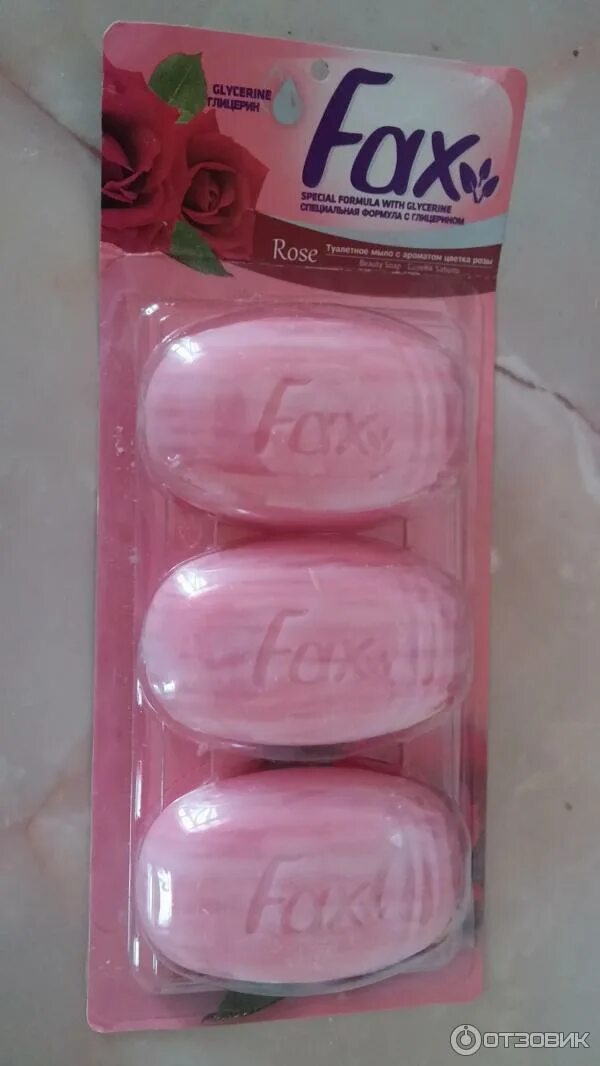 GLYCERINE
ГЛИЦЕРИН
Fax
SPECIAL FORMULA WITH GLYCERINE
СПЕЦИАЛЬНАЯ ФОРМУЛА С ГЛИЦЕРИНОМ
Rose
Туалетное мыло с ароматом цветка розы
Beauty Soap
Fax
Fax
Fax
ОТЗОВИК